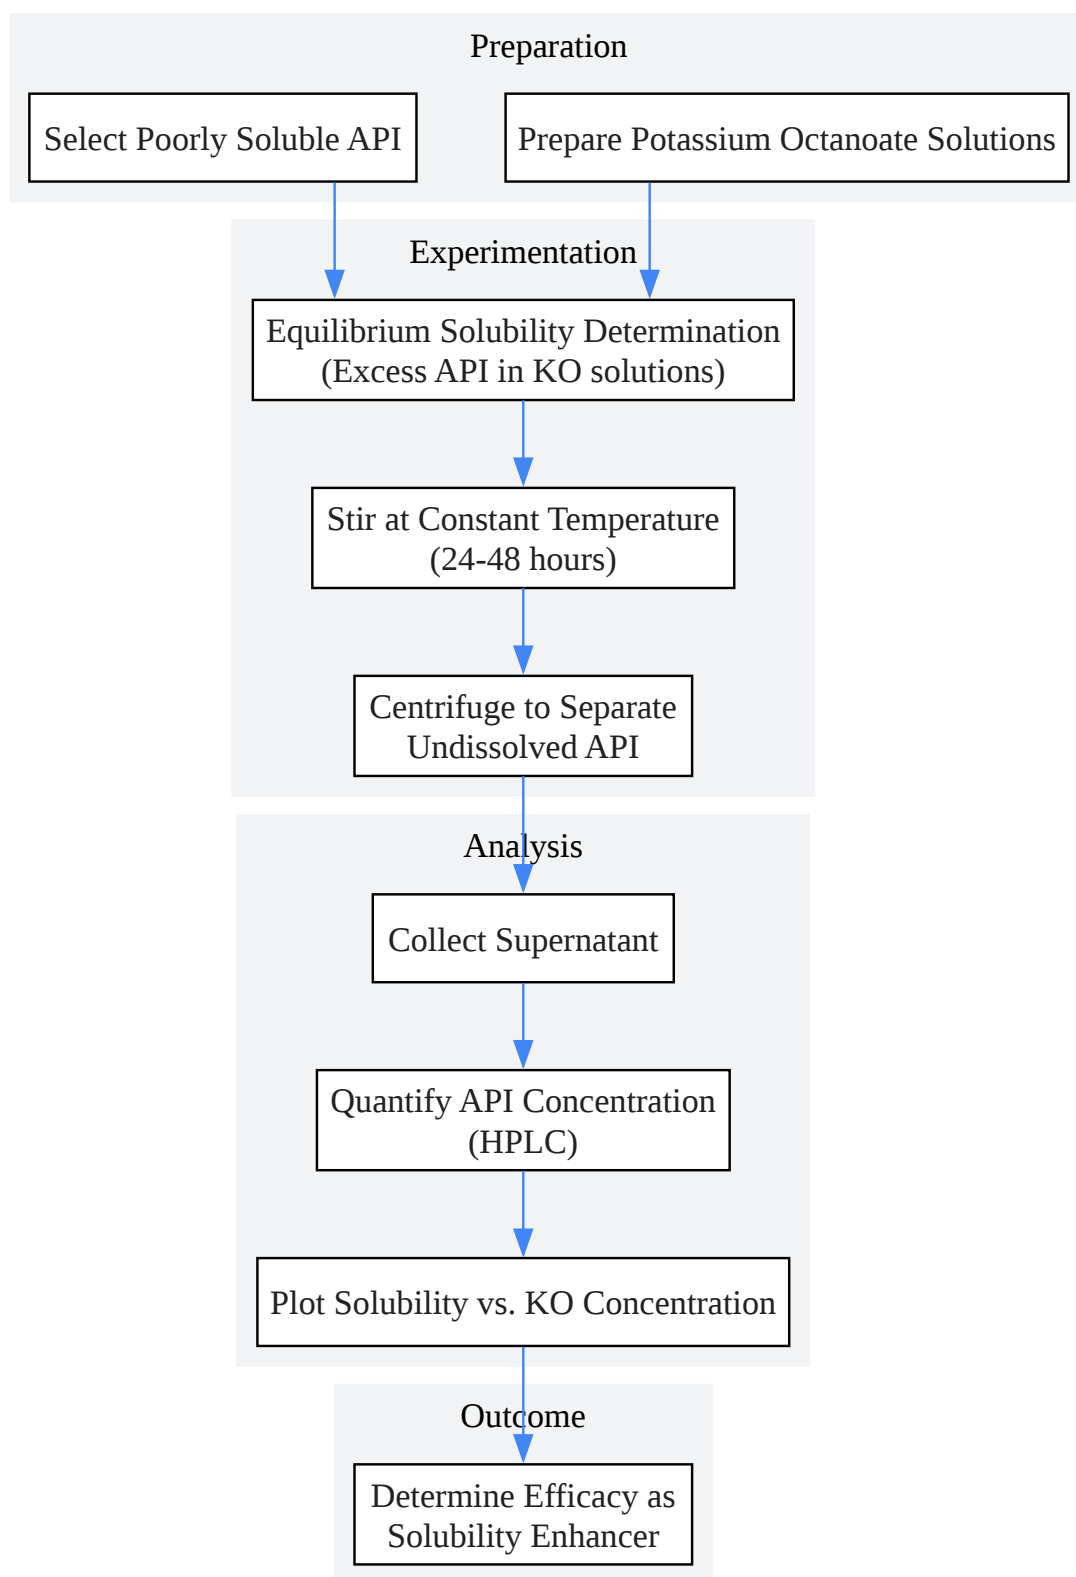 Preparation
Select Poorly Soluble API
Prepare Potassium Octanoate Solutions
Experimentation
Equilibrium Solubility Determination
(Excess API in KO solutions)
Stir at Constant Temperature
(24-48 hours)
Centrifuge to Separate
Undissolved API
Analysis
Collect Supernatant
Quantify API Concentration
(HPLC)
Plot Solubility vs. KO Concentration
Outcome
Determine Efficacy as
Solubility Enhancer